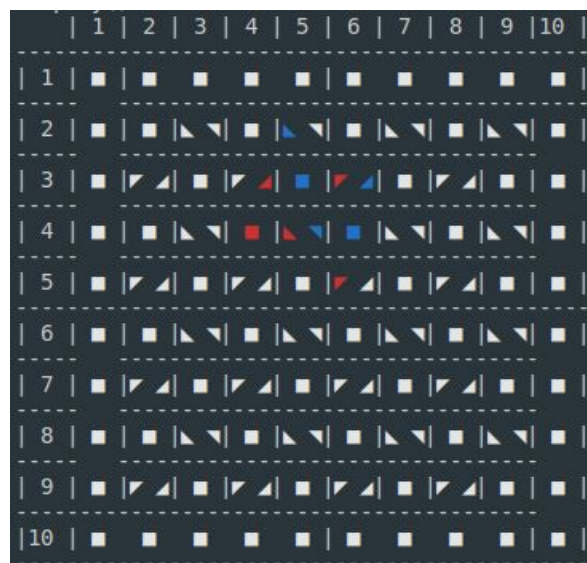 | 1 | 2 | 3 | 4 | 5 | 6 | 7 | 8 | 9 |10 |
| 1 | ■ | ■ ■ ■ ■ | ■ ■ ■ ■ ■ |
| 2 | ■ | ■ |◣ ◥| ■ |◣ ◥| ■ |◣ ◥| ■ |◣ ◥| ■ |
| 3 | ■ |◤ ◢| ■ |◤ ◢| ■ |◤ ◢| ■ |◤ ◢| ■ | ■ |
| 4 | ■ | ■ |◣ ◥| ■ |◣ ◥| ■ |◣ ◥| ■ |◣ ◥| ■ |
| 5 | ■ |◤ ◢| ■ |◤ ◢| ■ |◤ ◢| ■ |◤ ◢| ■ | ■ |
| 6 | ■ | ■ |◣ ◥| ■ |◣ ◥| ■ |◣ ◥| ■ |◣ ◥| ■ |
| 7 | ■ |◤ ◢| ■ |◤ ◢| ■ |◤ ◢| ■ |◤ ◢| ■ | ■ |
| 8 | ■ | ■ |◣ ◥| ■ |◣ ◥| ■ |◣ ◥| ■ |◣ ◥| ■ |
| 9 | ■ |◤ ◢| ■ |◤ ◢| ■ |◤ ◢| ■ |◤ ◢| ■ | ■ |
|10 | ■ ■ ■ ■ ■ | ■ ■ ■ ■ | ■ |